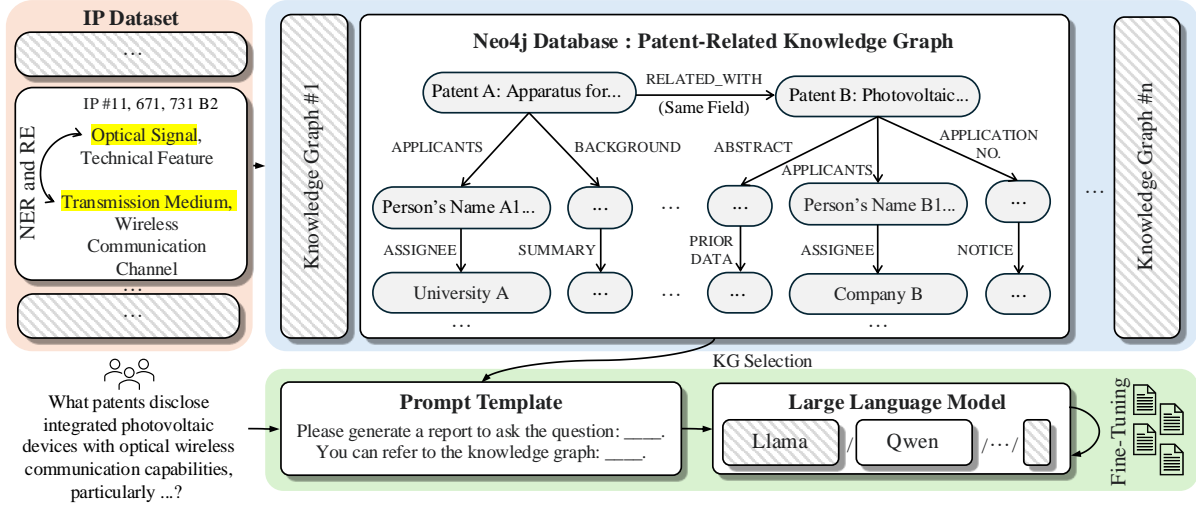 IP Dataset
...
NER and RE
IP #11, 671, 731 B2
Optical Signal,
Technical Feature
Transmission Medium,
Wireless
Communication
Channel
...
...
Knowledge Graph #1
Neo4j Database : Patent-Related Knowledge Graph
Patent A: Apparatus for...
RELATED_WITH
(Same Field)
Patent B: Photovoltaic...
APPLICANTS
BACKGROUND
ABSTRACT
APPLICANTS
APPLICATION
NO.
Person's Name A1...
...
...
...
Person's Name B1...
...
ASSIGNEE
SUMMARY
PRIOR
DATA
ASSIGNEE
NOTICE
University A
...
...
...
Company B
...
...
...
...
Knowledge Graph #n
KG Selection
What patents disclose
integrated photovoltaic
devices with optical wireless
communication capabilities,
particularly ...?
Prompt Template
Please generate a report to ask the question: ____.
You can refer to the knowledge graph: ____.
Large Language Model
Llama / Qwen /.../
Fine-Tuning